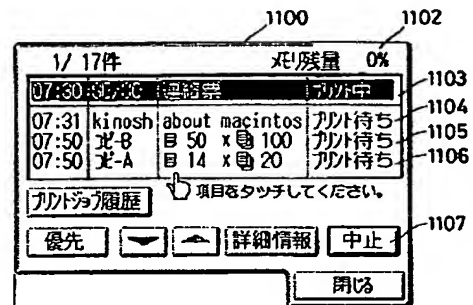 1100
1102
1/ 17件 メモリ残量 0%
1103
07:30 プリント中
1104
07:31 kinosh about macintos プリント待ち
1105
07:50 コピー-B 50 x 100 プリント待ち
1106
07:50 コピー-A 14 x 20 プリント待ち
項目をタッチしてください。
プリントジョブ履歴
1107
優先 詳細情報 中止
閉じる